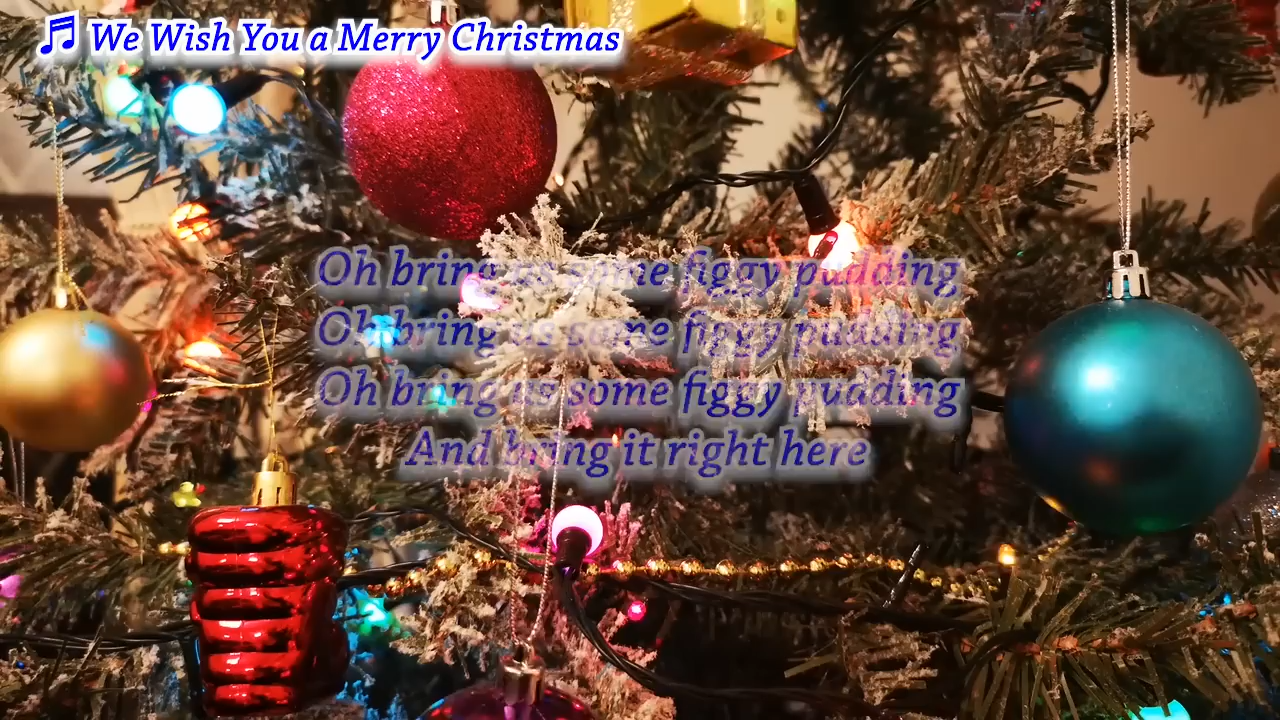 🎵 We Wish You a Merry Christmas
Oh bring us some figgy pudding
Oh bring us some figgy pudding
Oh bring us some figgy pudding
And bring it right here